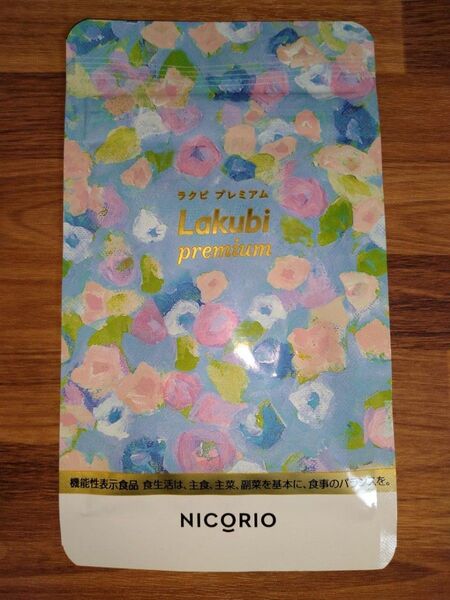 ラクビ プレミアム
Lakubi
premium
機能性表示食品 食生活は、主食、主菜、副菜を基本に、食事のバランスを。
NICORIO